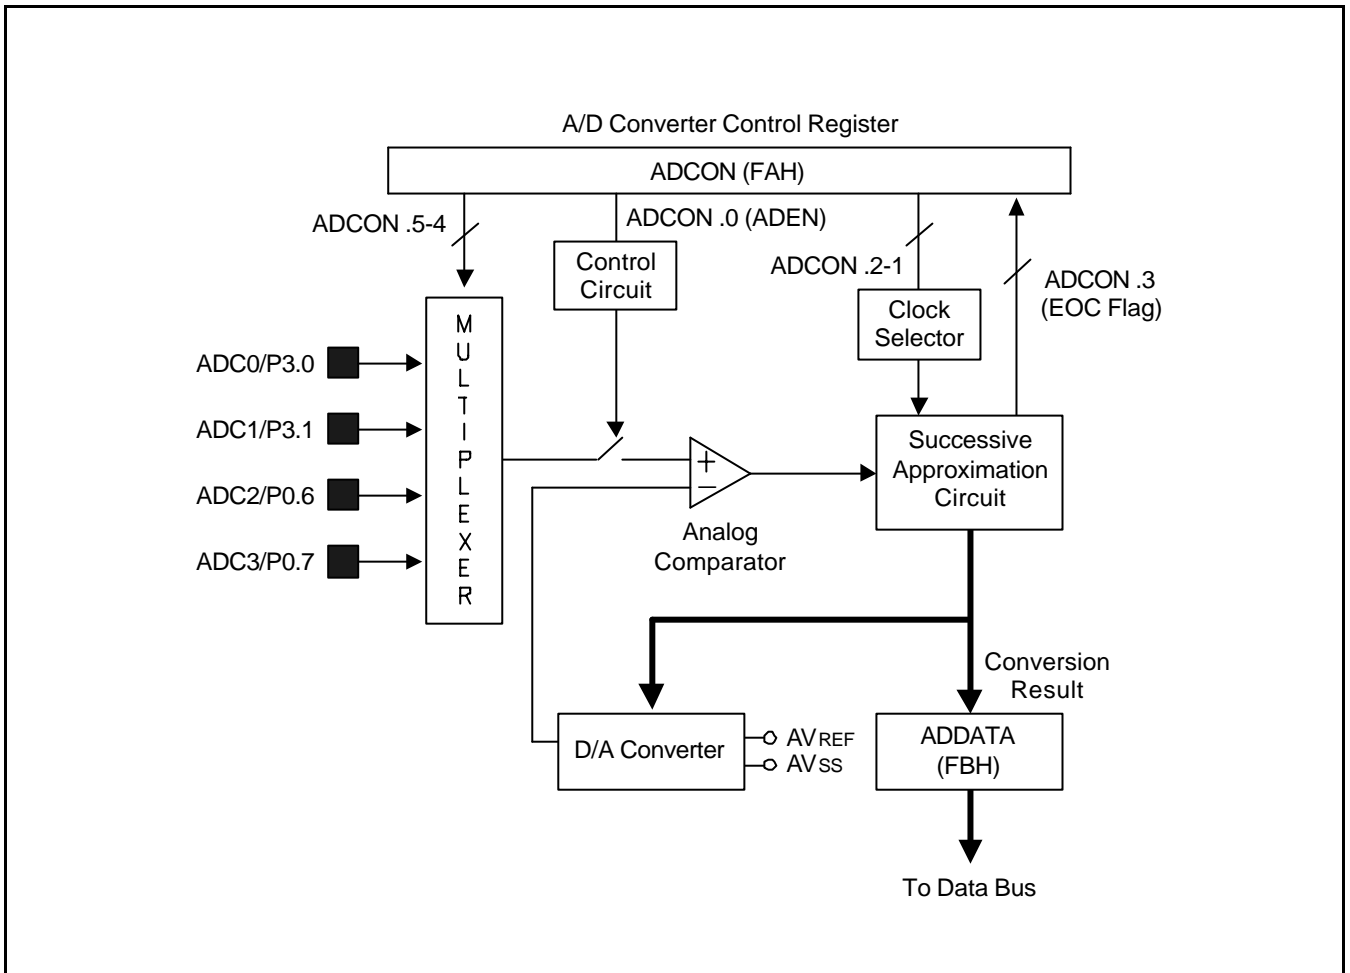 A/D Converter Control Register
ADCON (FAH)
ADCON .5-4
ADCON .0 (ADEN)
Control
Circuit
ADCON .2-1
ADCON .3
(EOC Flag)
Clock
Selector
MULTIPLEXER
ADC0/P3.0
ADC1/P3.1
ADC2/P0.6
ADC3/P0.7
+
−
Analog
Comparator
Successive
Approximation
Circuit
Conversion
Result
D/A Converter
AVREF
AVSS
ADDATA
(FBH)
To Data Bus